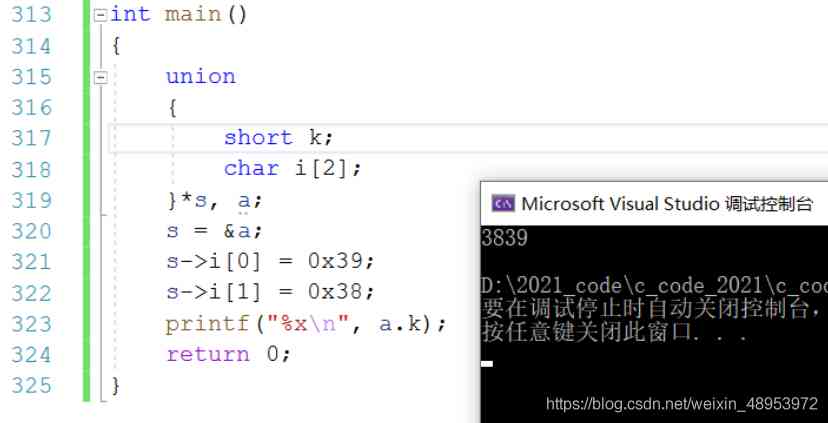 313 int main()
314 {
315 union
316 {
317 short k;
318 char i[2];
319 }*s, a;
320 s = &a;
321 s->i[0] = 0x39;
322 s->i[1] = 0x38;
323 printf("%x\n", a.k);
324 return 0;
325 }
Microsoft Visual Studio 调试控制台
3839
D:\2021_code\c_code_2021\c_cod
要在调试停止时自动关闭控制台,
按任意键关闭此窗口. . .
https://blog.csdn.net/weixin_48953972